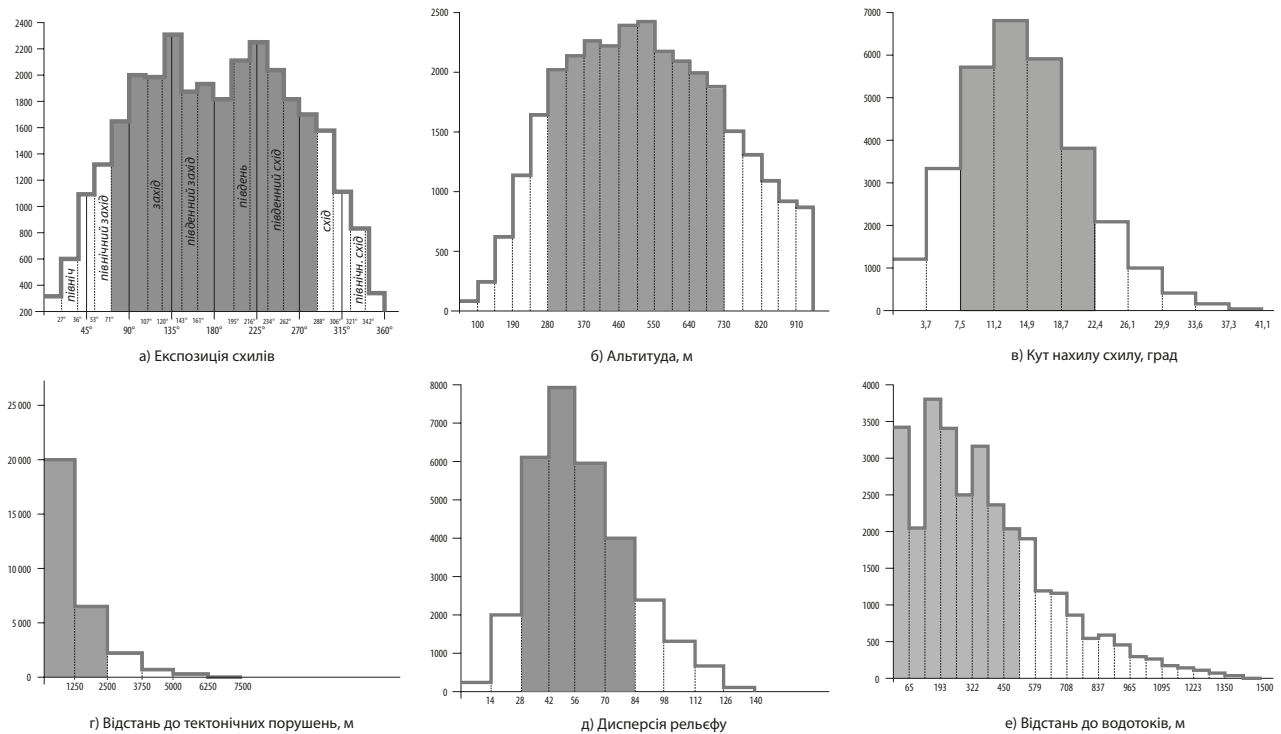 2400
2200
2000
1800
1600
1400
1200
1000
800
600
400
200
північ
північний захід
захід
південний захід
південь
південний схід
схід
північн. схід
27° 36° 53° 71° 107° 120° 143° 161° 195° 216° 234° 262° 288° 306° 321° 342°
45° 90° 135° 180° 225° 270° 315° 360°
а) Експозиція схилів
2500
2000
1500
1000
500
0
100 190 280 370 460 550 640 730 820 910
б) Альтитуда, м
7000
6000
5000
4000
3000
2000
1000
0
3,7 7,5 11,2 14,9 18,7 22,4 26,1 29,9 33,6 37,3 41,1
в) Кут нахилу схилу, град
25 000
20 000
15 000
10 000
5 000
0
1250 2500 3750 5000 6250 7500
г) Відстань до тектонічних порушень, м
8000
7000
6000
5000
4000
3000
2000
1000
0
14 28 42 56 70 84 98 112 126 140
д) Дисперсія рельєфу
4000
3500
3000
2500
2000
1500
1000
500
0
65 193 322 450 579 708 837 965 1095 1223 1350 1500
е) Відстань до водотоків, м